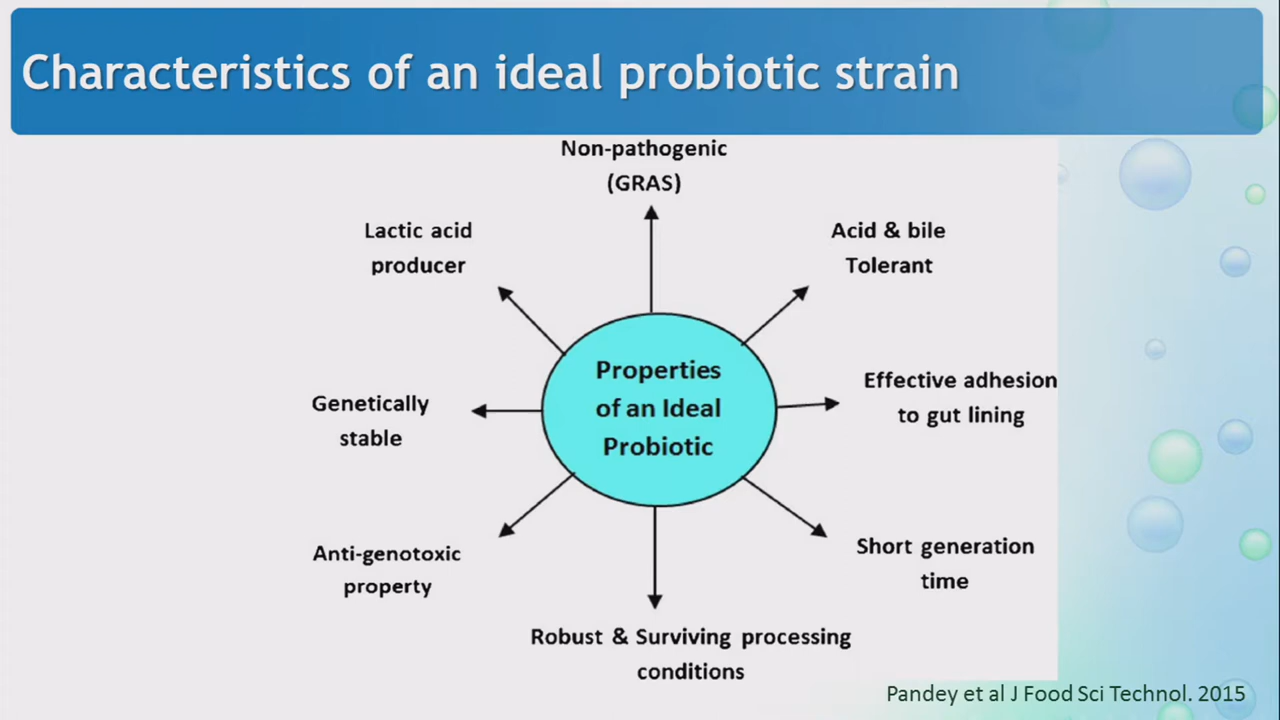 Characteristics of an ideal probiotic strain
Non-pathogenic
(GRAS)
Lactic acid
producer
Acid & bile
Tolerant
Properties
of an Ideal
Probiotic
Effective adhesion
to gut lining
Genetically
stable
Anti-genotoxic
property
Short generation
time
Robust & Surviving processing
conditions
Pandey et al J Food Sci Technol. 2015